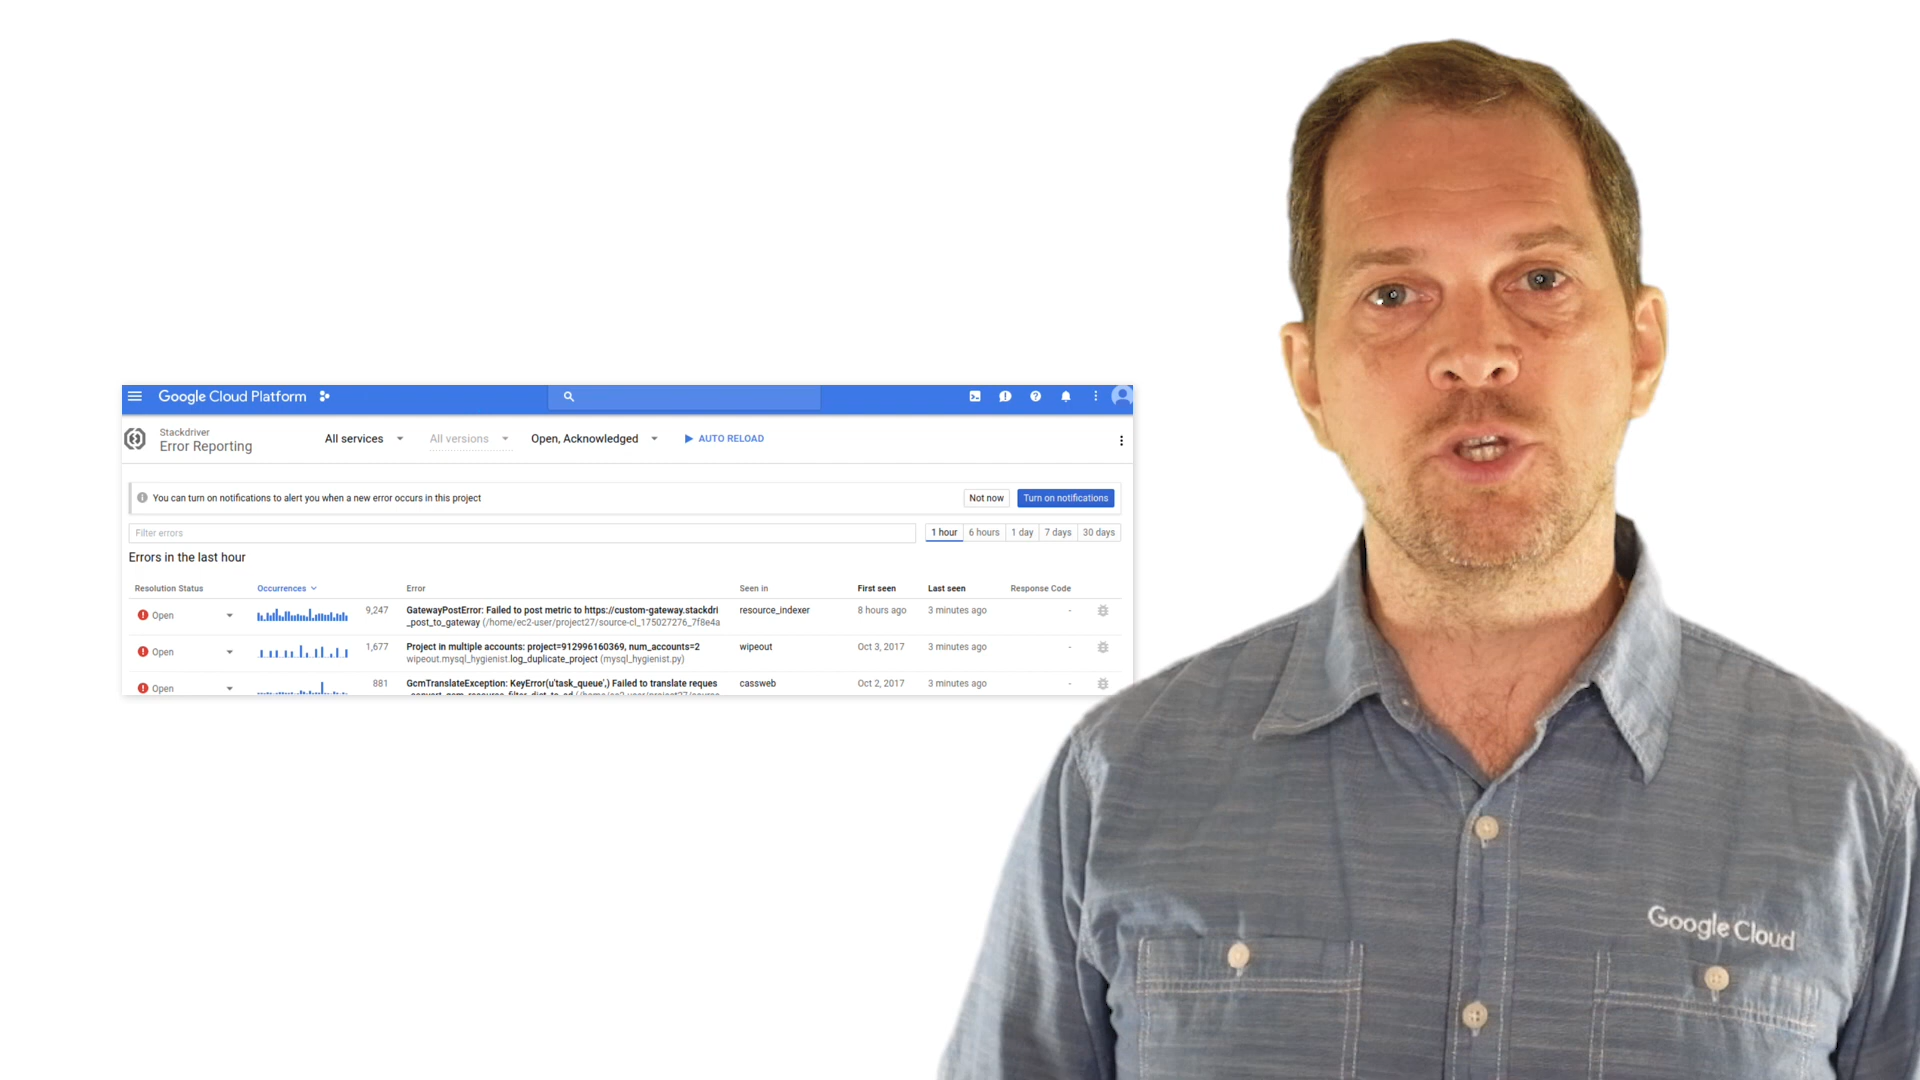 Google Cloud Platform
Stackdriver
Error Reporting
All services
All versions
Open, Acknowledged
AUTO RELOAD
You can turn on notifications to alert you when a new error occurs in this project
Not now
Turn on notifications
Filter errors
1 hour 6 hours 1 day 7 days 30 days
Errors in the last hour
Resolution Status Occurrences Error Seen in First seen Last seen Response Code
Open 9,247 GatewayPostError: Failed to post metric to https://custom-gateway.stackdri resource_indexer 8 hours ago 3 minutes ago -
_post_to_gateway (/home/ec2-user/project27/source-cl_175027276_7f8e4a
Open 1,677 Project in multiple accounts: project=912996160369, num_accounts=2 wipeout Oct 3, 2017 3 minutes ago -
wipeout.mysql_hygienist.log_duplicate_project (mysql_hygienist.py)
Open 881 GcmTranslateException: KeyError(u'task_queue',) Failed to translate reques cassweb Oct 2, 2017 3 minutes ago -
Google Cloud